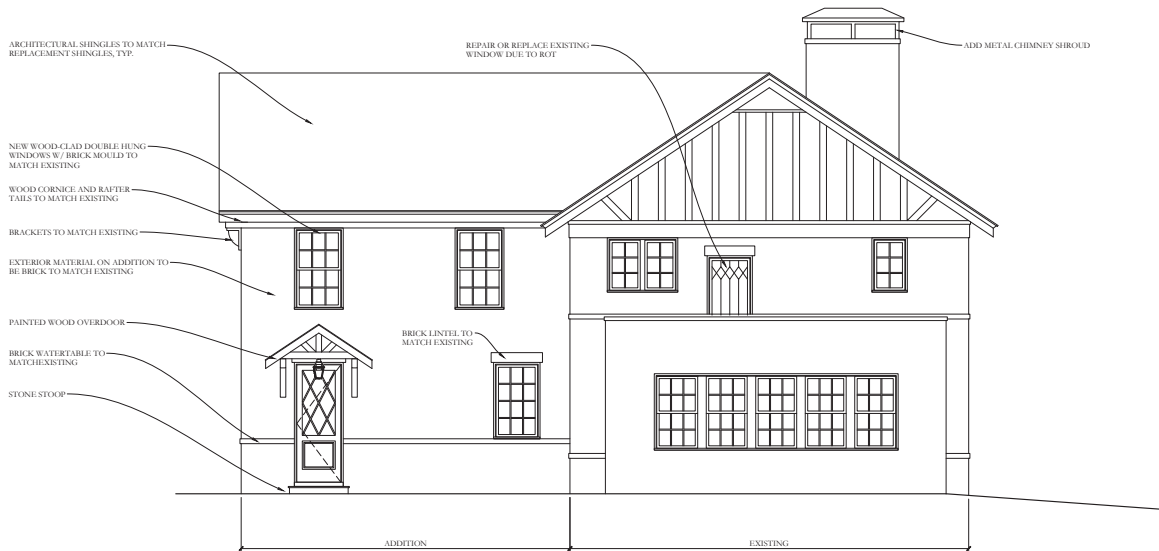 ARCHITECTURAL SHINGLES TO MATCH
REPLACEMENT SHINGLES, TYP.
REPAIR OR REPLACE EXISTING
WINDOW DUE TO ROT
ADD METAL CHIMNEY SHROUD
NEW WOOD-CLAD DOUBLE HUNG
WINDOWS W/ BRICK MOULD TO
MATCH EXISTING
WOOD CORNICE AND RAFTER
TAILS TO MATCH EXISTING
BRACKETS TO MATCH EXISTING
EXTERIOR MATERIAL ON ADDITION TO
BE BRICK TO MATCH EXISTING
PAINTED WOOD OVERDOOR
BRICK LINTEL TO
MATCH EXISTING
BRICK WATERTABLE TO
MATCHEXISTING
STONE STOOP
ADDITION
EXISTING